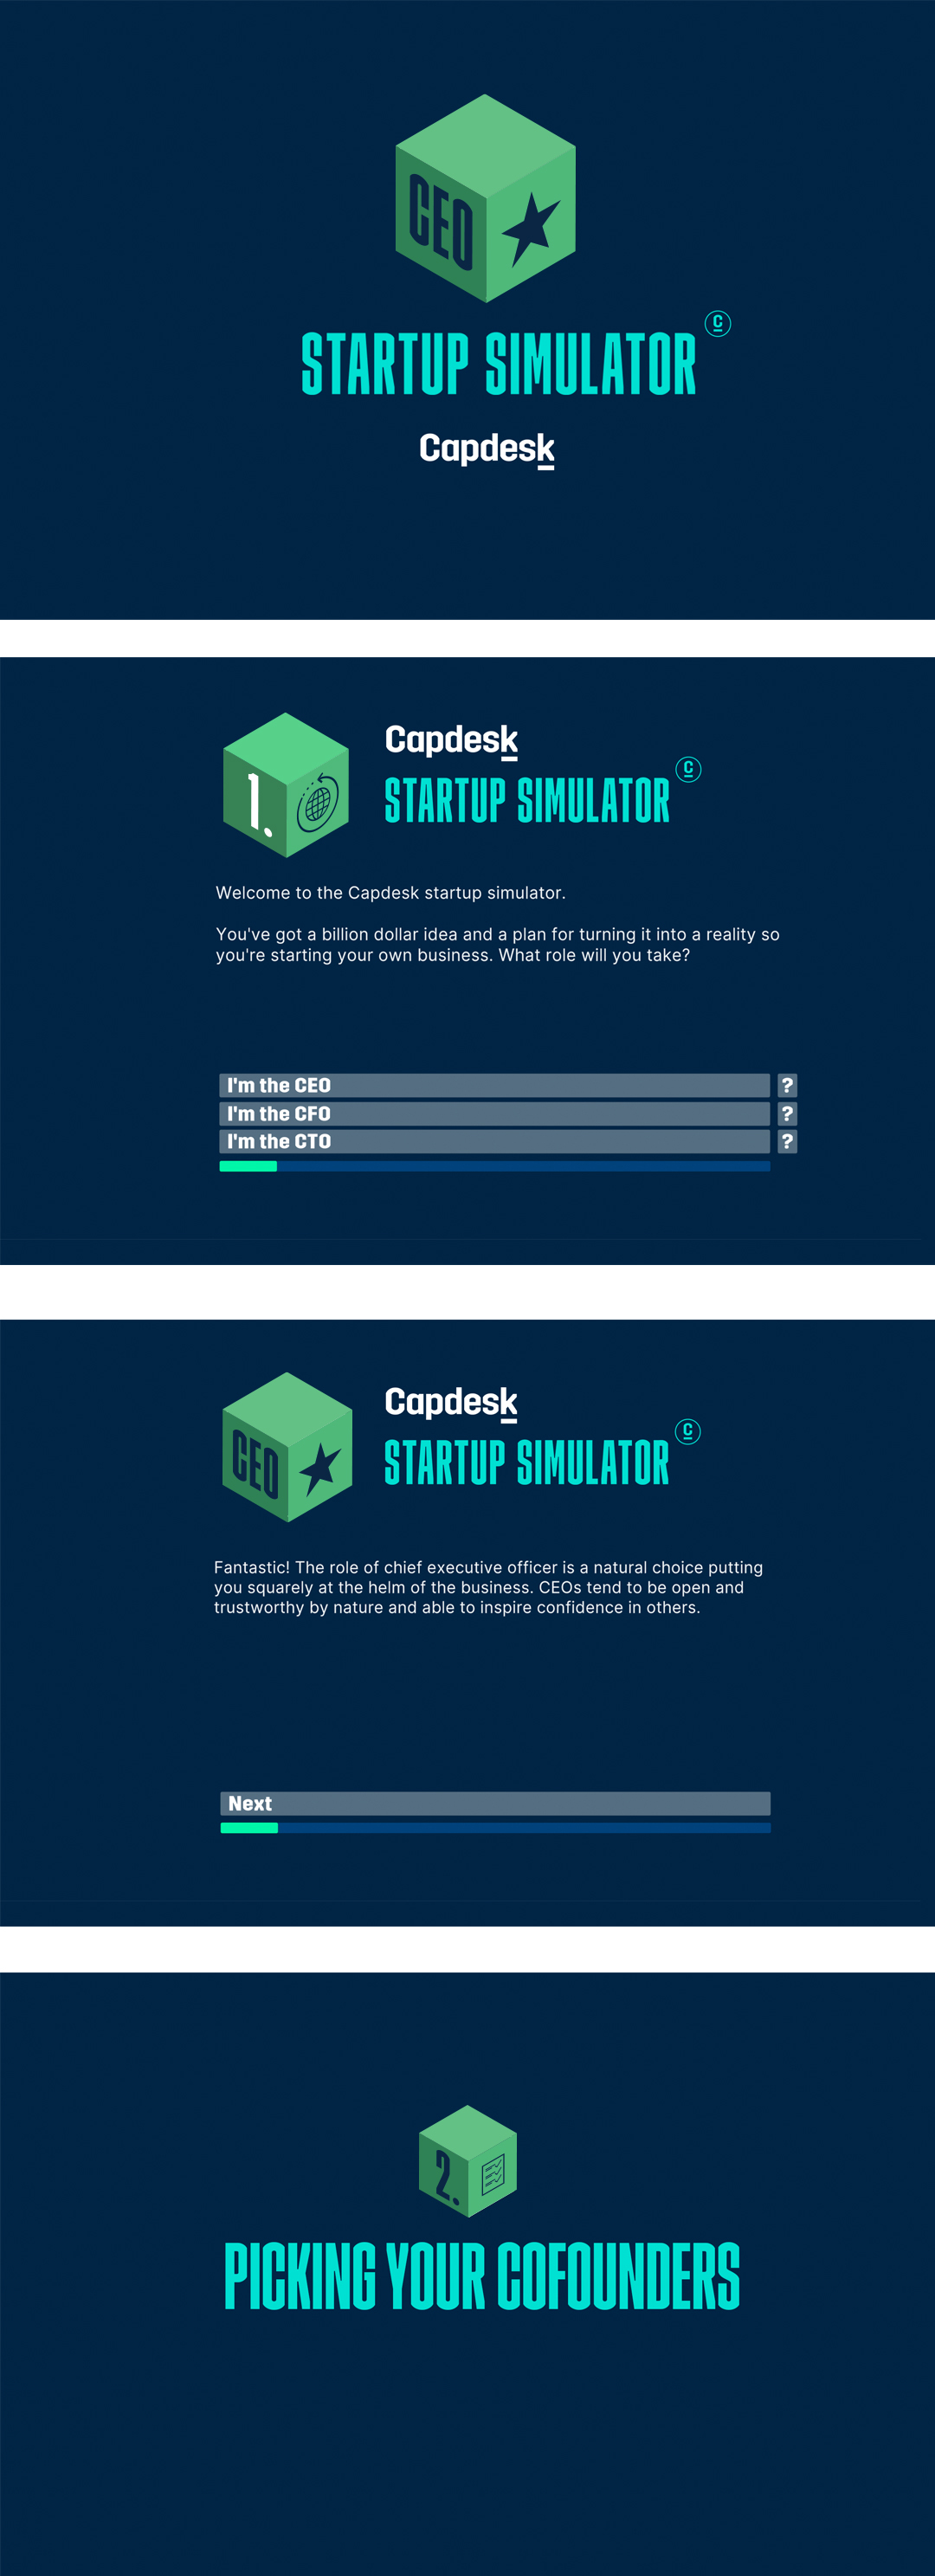 CEO
C
STARTUP SIMULATOR
Capdesk
1.
Capdesk
C
STARTUP SIMULATOR
Welcome to the Capdesk startup simulator.
You've got a billion dollar idea and a plan for turning it into a reality so
you're starting your own business. What role will you take?
I'm the CEO ?
I'm the CFO ?
I'm the CTO ?
CEO
Capdesk
C
STARTUP SIMULATOR
Fantastic! The role of chief executive officer is a natural choice putting
you squarely at the helm of the business. CEOs tend to be open and
trustworthy by nature and able to inspire confidence in others.
Next
2.
PICKING YOUR COFOUNDERS